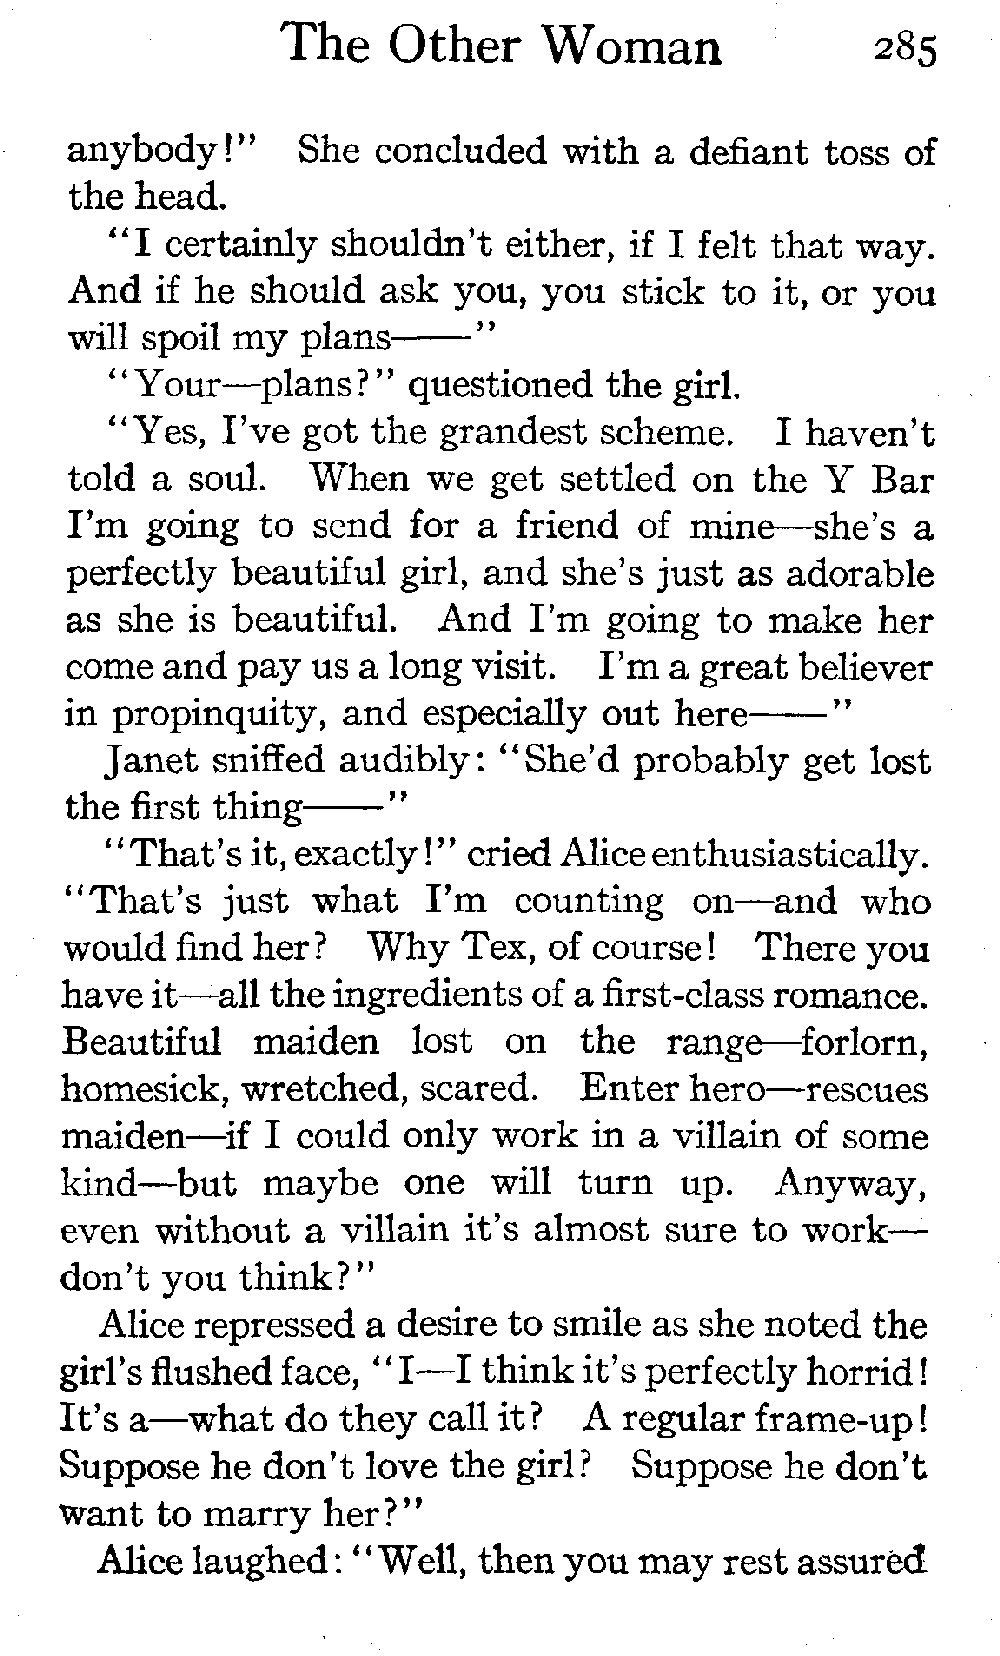 The Other Woman 285
anybody!" She concluded with a defiant toss of
the head.
"I certainly shouldn't either, if I felt that way.
And if he should ask you, you stick to it, or you
will spoil my plans——"
"Your—plans?" questioned the girl.
"Yes, I've got the grandest scheme. I haven't
told a soul. When we get settled on the Y Bar
I'm going to send for a friend of mine—she's a
perfectly beautiful girl, and she's just as adorable
as she is beautiful. And I'm going to make her
come and pay us a long visit. I'm a great believer
in propinquity, and especially out here——"
Janet sniffed audibly: "She'd probably get lost
the first thing——"
"That's it, exactly!" cried Alice enthusiastically.
"That's just what I'm counting on—and who
would find her? Why Tex, of course! There you
have it—all the ingredients of a first-class romance.
Beautiful maiden lost on the range—forlorn,
homesick, wretched, scared. Enter hero—rescues
maiden—if I could only work in a villain of some
kind—but maybe one will turn up. Anyway,
even without a villain it's almost sure to work—
don't you think?"
Alice repressed a desire to smile as she noted the
girl's flushed face, "I—I think it's perfectly horrid!
It's a—what do they call it? A regular frame-up!
Suppose he don't love the girl? Suppose he don't
want to marry her?"
Alice laughed: "Well, then you may rest assured